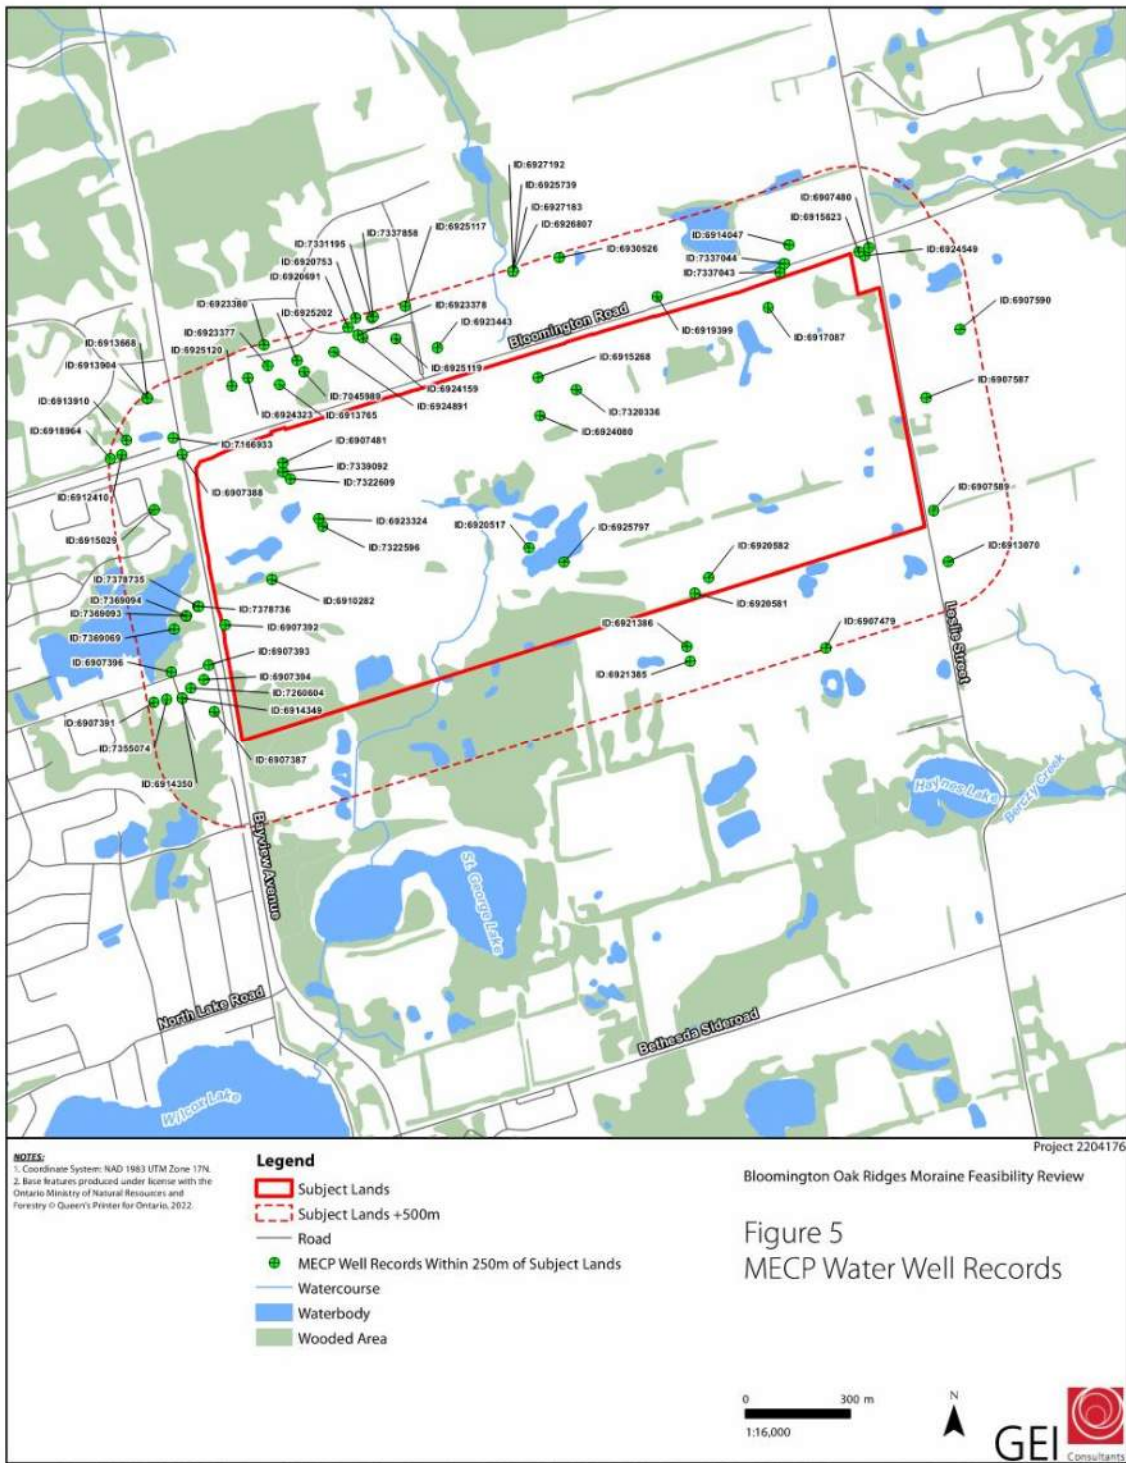 ID:6927192
ID:6925739
ID:6927183
ID:6926807
ID:6925117
ID:7337858
ID:7331195
ID:6920753
ID:6920691
ID:6930526
ID:6907480
ID:6915623
ID:6914047
ID:6924549
ID:7337044
ID:7337043
ID:6923380
ID:6925202
ID:6923378
ID:6923443
ID:6923377
ID:6925120
ID:6913668
ID:6913904
ID:6913910
ID:6918964
Bloomington Road
ID:6919399
ID:6917087
ID:6907590
ID:6925119
ID:6924159
ID:7045989
ID:6924891
ID:6924323
ID:6913765
ID:6915268
ID:7320336
ID:6924080
ID:6907587
ID:7166933
ID:6907481
ID:7339092
ID:7322609
ID:6907388
ID:6912410
ID:6915029
ID:6923324
ID:7322596
ID:6920517
ID:6925797
ID:6907589
ID:6913070
ID:6920582
ID:6920581
ID:7378735
ID:7369094
ID:7369093
ID:7369069
ID:7378736
ID:6910282
ID:6907392
ID:6907396
ID:6907393
ID:6907394
ID:7260604
ID:6914349
ID:6907391
ID:7355074
ID:6914350
ID:6907387
ID:6921386
ID:6921385
ID:6907479
Leslie Street
Haynes Lake
Berczy Creek
Bayview Avenue
St. George Lake
North Lake Road
Bethesda Sideroad
Wilcox Lake
NOTES:
1. Coordinate System: NAD 1983 UTM Zone 17N.
2. Base features produced under license with the
Ontario Ministry of Natural Resources and
Forestry © Queen's Printer for Ontario, 2022.
Legend
Subject Lands
Subject Lands +500m
Road
MECP Well Records Within 250m of Subject Lands
Watercourse
Waterbody
Wooded Area
Project 2204176
Bloomington Oak Ridges Moraine Feasibility Review
Figure 5
MECP Water Well Records
0 300 m
1:16,000
N
GEI Consultants